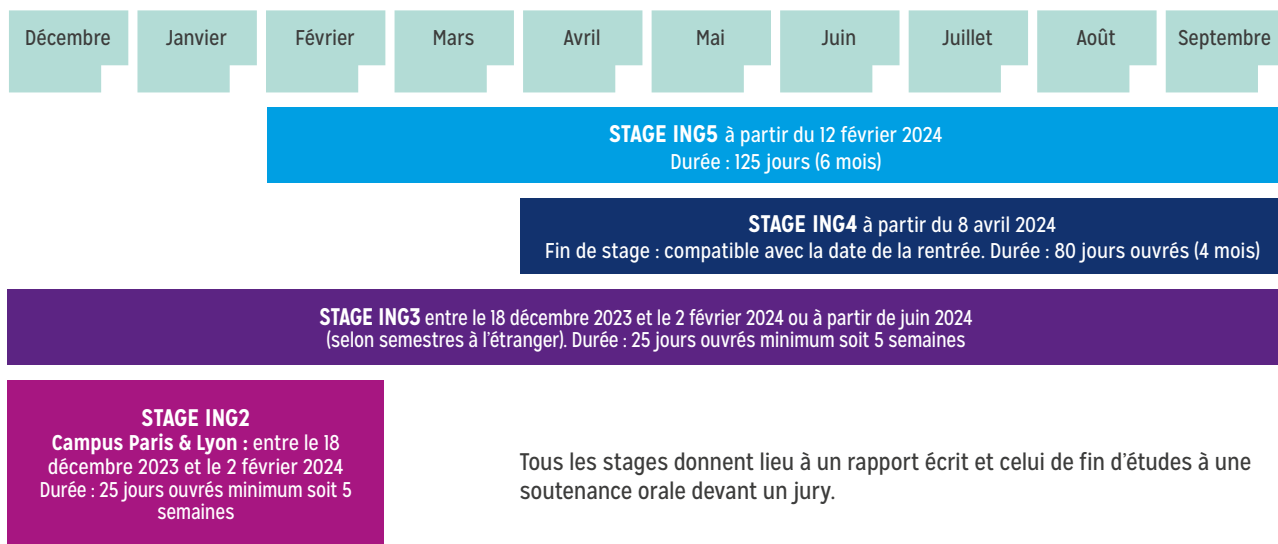 Décembre Janvier Février Mars Avril Mai Juin Juillet Août Septembre
STAGE ING5 à partir du 12 février 2024
Durée : 125 jours (6 mois)
STAGE ING4 à partir du 8 avril 2024
Fin de stage : compatible avec la date de la rentrée. Durée : 80 jours ouvrés (4 mois)
STAGE ING3 entre le 18 décembre 2023 et le 2 février 2024 ou à partir de juin 2024
(selon semestres à l'étranger). Durée : 25 jours ouvrés minimum soit 5 semaines
STAGE ING2
Campus Paris & Lyon : entre le 18
décembre 2023 et le 2 février 2024
Durée : 25 jours ouvrés minimum soit 5
semaines
Tous les stages donnent lieu à un rapport écrit et celui de fin d'études à une
soutenance orale devant un jury.